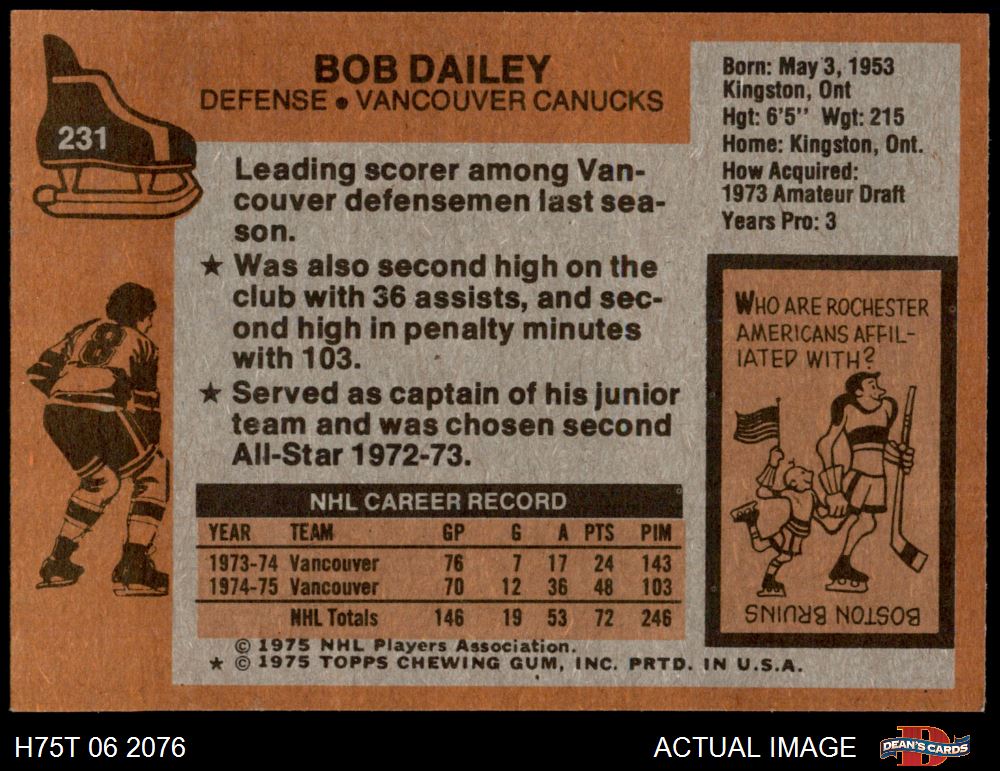 231
BOB DAILEY
DEFENSE • VANCOUVER CANUCKS
Born: May 3, 1953
Kingston, Ont
Hgt: 6'5'' Wgt: 215
Home: Kingston, Ont.
How Acquired:
1973 Amateur Draft
Years Pro: 3
Leading scorer among Van-
couver defensemen last sea-
son.
★ Was also second high on the
club with 36 assists, and sec-
ond high in penalty minutes
with 103.
★ Served as captain of his junior
team and was chosen second
All-Star 1972-73.
NHL CAREER RECORD
YEAR TEAM GP G A PTS PIM
1973-74 Vancouver 76 7 17 24 143
1974-75 Vancouver 70 12 36 48 103
NHL Totals 146 19 53 72 246
© 1975 NHL Players Association.
★ © 1975 TOPPS CHEWING GUM, INC. PRTD. IN U.S.A.
8
WHO ARE ROCHESTER
AMERICANS AFFIL-
IATED WITH?
BOSTON BRUINS
H75T 06 2076
ACTUAL IMAGE
DEAN'S CARDS